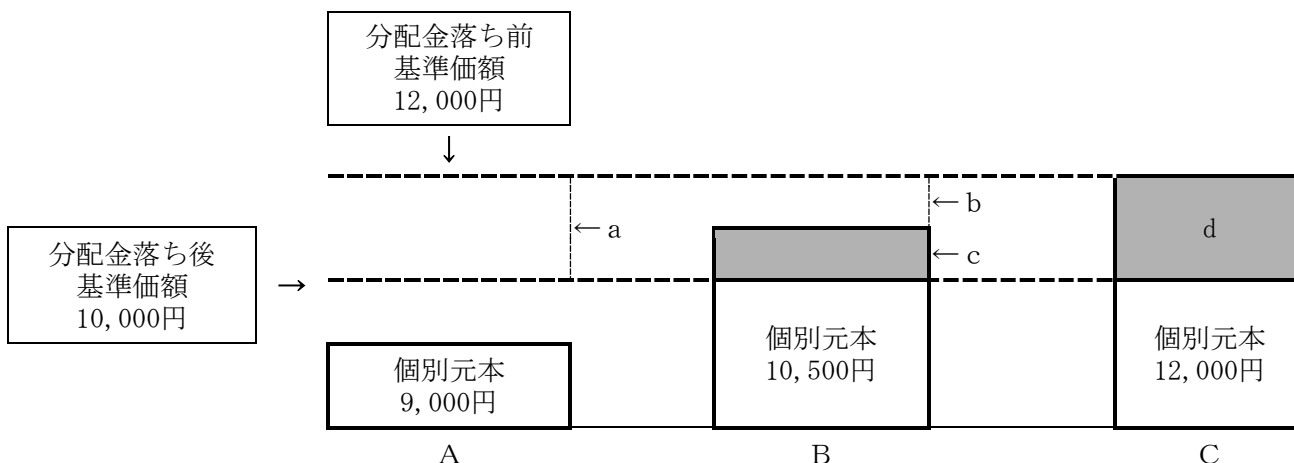 分配金落ち前
基準価額
12,000円
↓
←a
←b
←c
d
分配金落ち後
基準価額
10,000円
→
個別元本
9,000円
個別元本
10,500円
個別元本
12,000円
A
B
C